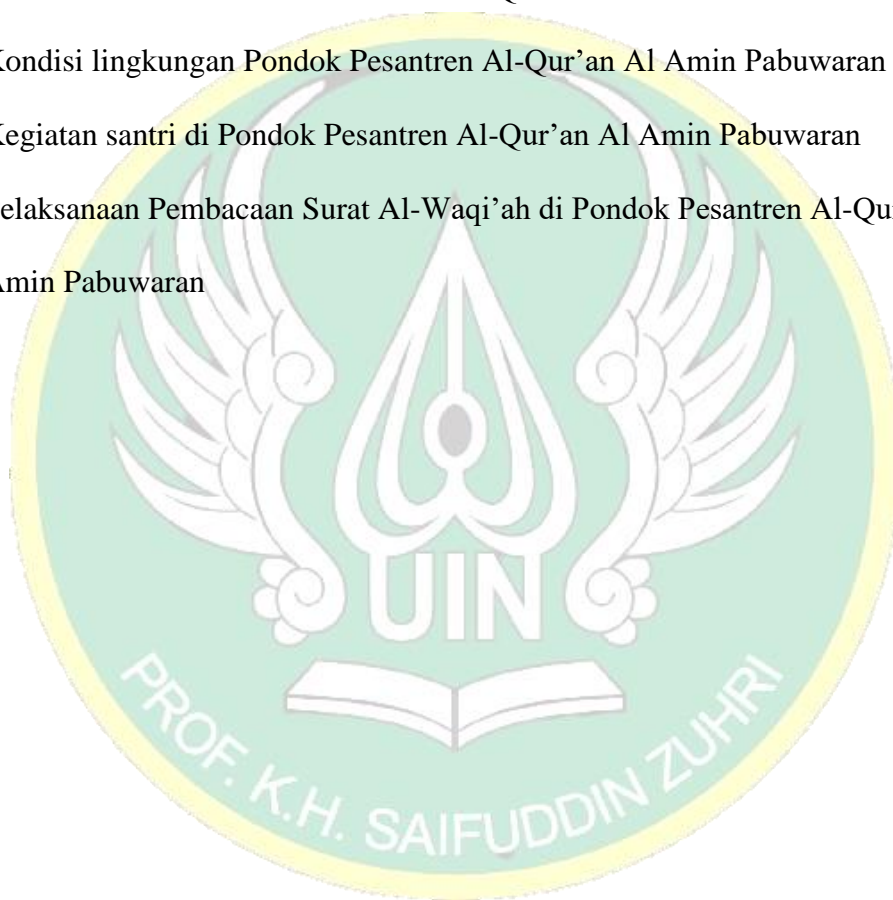 Kondisi lingkungan Pondok Pesantren Al-Qur’an Al Amin Pabuwaran
Kegiatan santri di Pondok Pesantren Al-Qur’an Al Amin Pabuwaran
elaksanaan Pembacaan Surat Al-Waqi’ah di Pondok Pesantren Al-Qu
Amin Pabuwaran
UIN
PROF. K.H. SAIFUDDIN ZUHRI